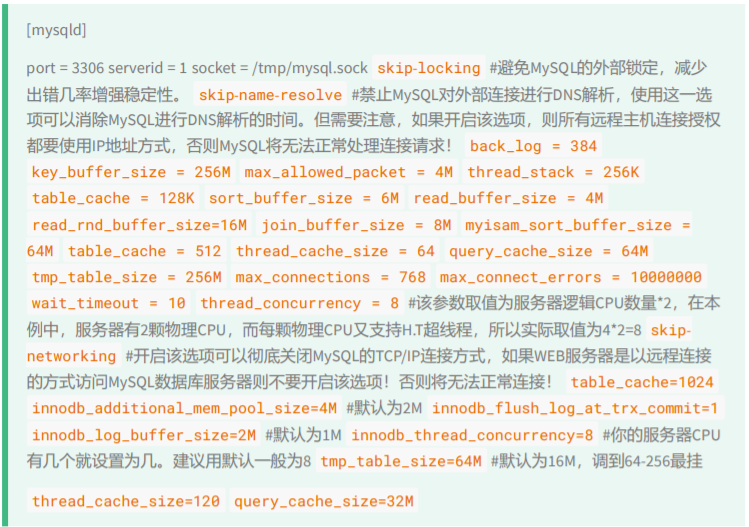 [mysqld]
port = 3306 serverid = 1 socket = /tmp/mysql.sock skip-locking #避免MySQL的外部锁定，减少
出错几率增强稳定性。 skip-name-resolve #禁止MySQL对外部连接进行DNS解析，使用这一选
项可以消除MySQL进行DNS解析的时间。但需要注意，如果开启该选项，则所有远程主机连接授权
都要使用IP地址方式，否则MySQL将无法正常处理连接请求！ back_log = 384
key_buffer_size = 256M max_allowed_packet = 4M thread_stack = 256K
table_cache = 128K sort_buffer_size = 6M read_buffer_size = 4M
read_rnd_buffer_size=16M join_buffer_size = 8M myisam_sort_buffer_size =
64M table_cache = 512 thread_cache_size = 64 query_cache_size = 64M
tmp_table_size = 256M max_connections = 768 max_connect_errors = 10000000
wait_timeout = 10 thread_concurrency = 8 #该参数取值为服务器逻辑CPU数量*2，在本
例中，服务器有2颗物理CPU，而每颗物理CPU又支持H.T超线程，所以实际取值为4*2=8 skip-
networking #开启该选项可以彻底关闭MySQL的TCP/IP连接方式，如果WEB服务器是以远程连接
的方式访问MySQL数据库服务器则不要开启该选项！否则将无法正常连接！ table_cache=1024
innodb_additional_mem_pool_size=4M #默认为2M innodb_flush_log_at_trx_commit=1
innodb_log_buffer_size=2M #默认为1M innodb_thread_concurrency=8 #你的服务器CPU
有几个就设置为几。建议用默认一般为8 tmp_table_size=64M #默认为16M，调到64-256最挂
thread_cache_size=120 query_cache_size=32M